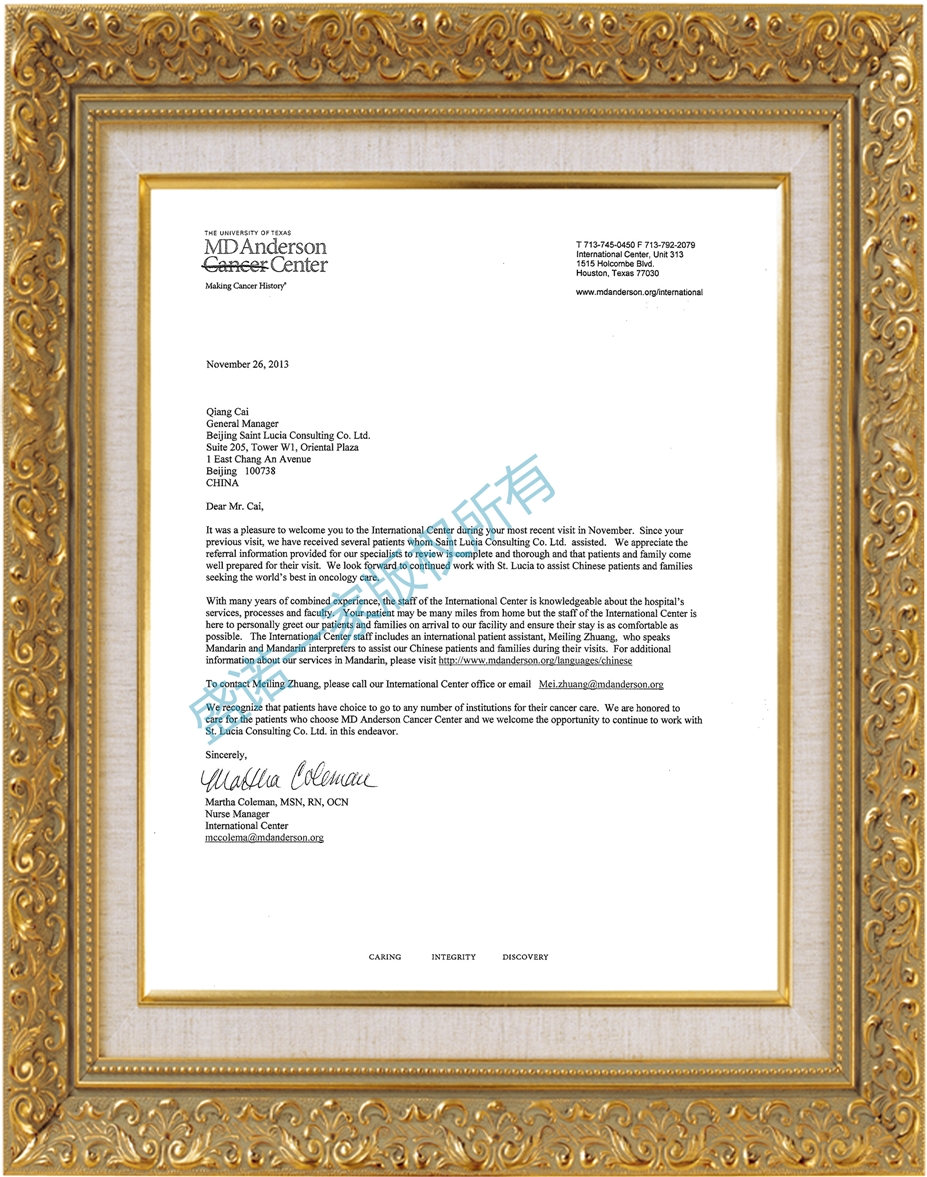 THE UNIVERSITY OF TEXAS
MD Anderson
Cancer Center
Making Cancer History®
T 713-745-0450 F 713-792-2079
International Center, Unit 313
1515 Holcombe Blvd.
Houston, Texas 77030
www.mdanderson.org/international
November 26, 2013
Qiang Cai
General Manager
Beijing Saint Lucia Consulting Co. Ltd.
Suite 205, Tower W1, Oriental Plaza
1 East Chang An Avenue
Beijing 100738
CHINA
Dear Mr. Cai,
It was a pleasure to welcome you to the International Center during your most recent visit in November. Since your
previous visit, we have received several patients whom Saint Lucia Consulting Co. Ltd. assisted. We appreciate the
referral information provided for our specialists to review is complete and thorough and that patients and family come
well prepared for their visit. We look forward to continued work with St. Lucia to assist Chinese patients and families
seeking the world's best in oncology care.
With many years of combined experience, the staff of the International Center is knowledgeable about the hospital's
services, processes and faculty. Your patient may be many miles from home but the staff of the International Center is
here to personally greet our patients and families on arrival to our facility and ensure their stay is as comfortable as
possible. The International Center staff includes an international patient assistant, Meiling Zhuang, who speaks
Mandarin and Mandarin interpreters to assist our Chinese patients and families during their visits. For additional
information about our services in Mandarin, please visit http://www.mdanderson.org/languages/chinese
To contact Meiling Zhuang, please call our International Center office or email Mei.zhuang@mdanderson.org
We recognize that patients have choice to go to any number of institutions for their cancer care. We are honored to
care for the patients who choose MD Anderson Cancer Center and we welcome the opportunity to continue to work with
St. Lucia Consulting Co. Ltd. in this endeavor.
Sincerely,
Martha Coleman
Martha Coleman, MSN, RN, OCN
Nurse Manager
International Center
mccolema@mdanderson.org
CARING INTEGRITY DISCOVERY
盛诺一家版权所有